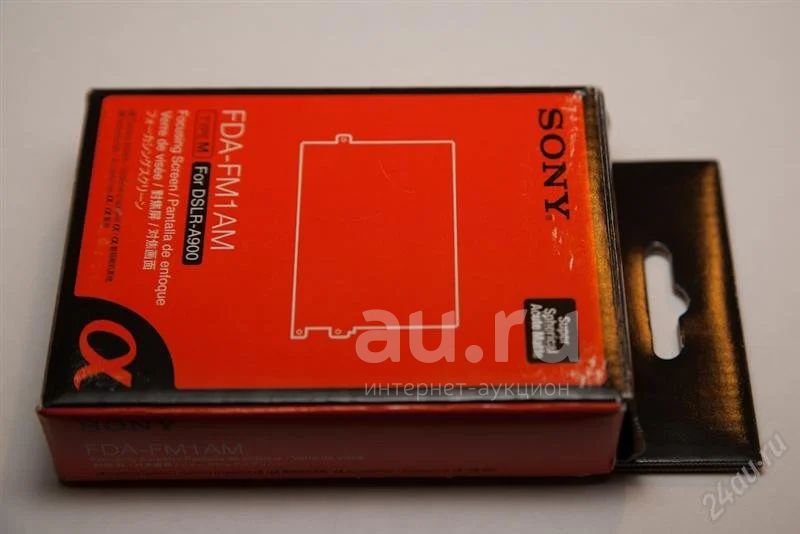 SONY
FDA-FM1AM
TYPE M For DSLR-A900
Focusing Screen / Pantalla de enfoque
Verre de visée / 對焦屏 / 对焦画面
フォーカシングスクリーン
α
Super
Spherical
Acute Matte
SONY
FDA-FM1AM
au.ru
интернет-аукцион
24au.ru